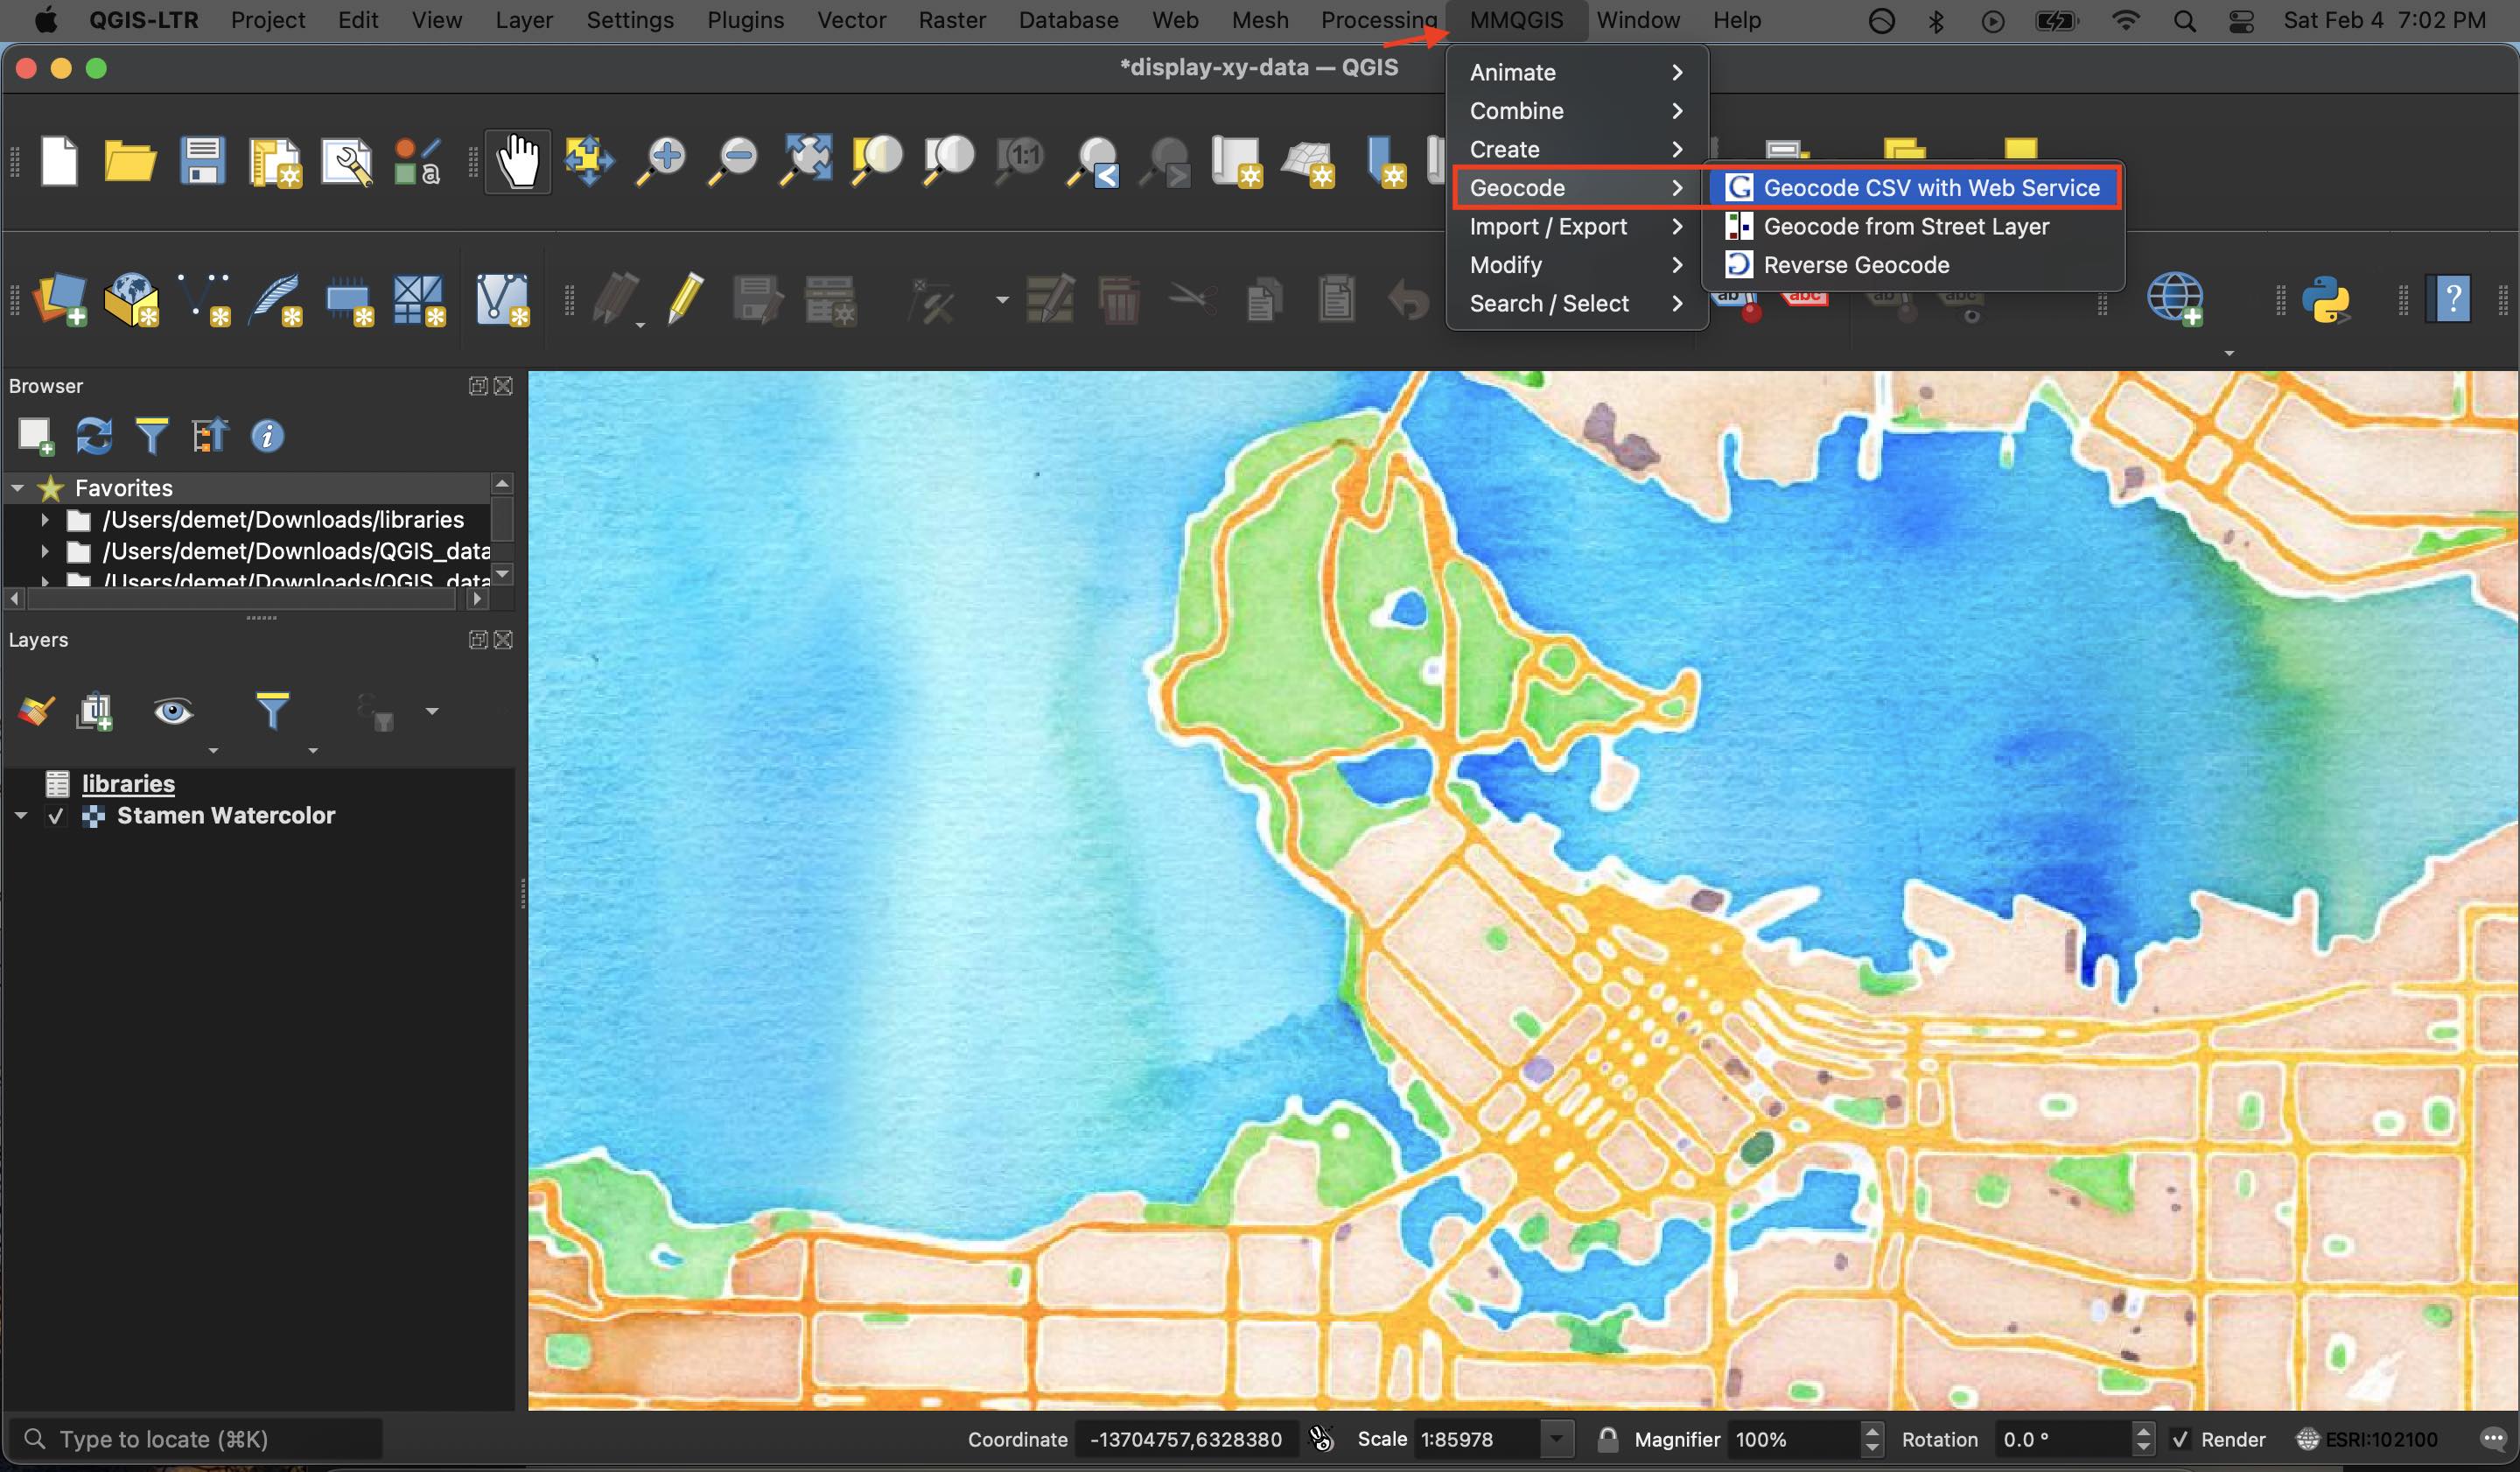 QGIS-LTR Project Edit View Layer Settings Plugins Vector Raster Database Web Mesh Processing MMQGIS Window Help Sat Feb 4 7:02 PM
*display-xy-data — QGIS
Animate
Combine
Create
Geocode
Import / Export
Modify
Search / Select
Geocode CSV with Web Service
Geocode from Street Layer
Reverse Geocode
1:1
a
abc
Browser
Favorites
/Users/demet/Downloads/libraries
/Users/demet/Downloads/QGIS_data
/Users/demet/Downloads/QGIS_data
Layers
libraries
Stamen Watercolor
Type to locate (⌘K)
Coordinate -13704757,6328380 Scale 1:85978 Magnifier 100% Rotation 0.0 ° Render ESRI:102100